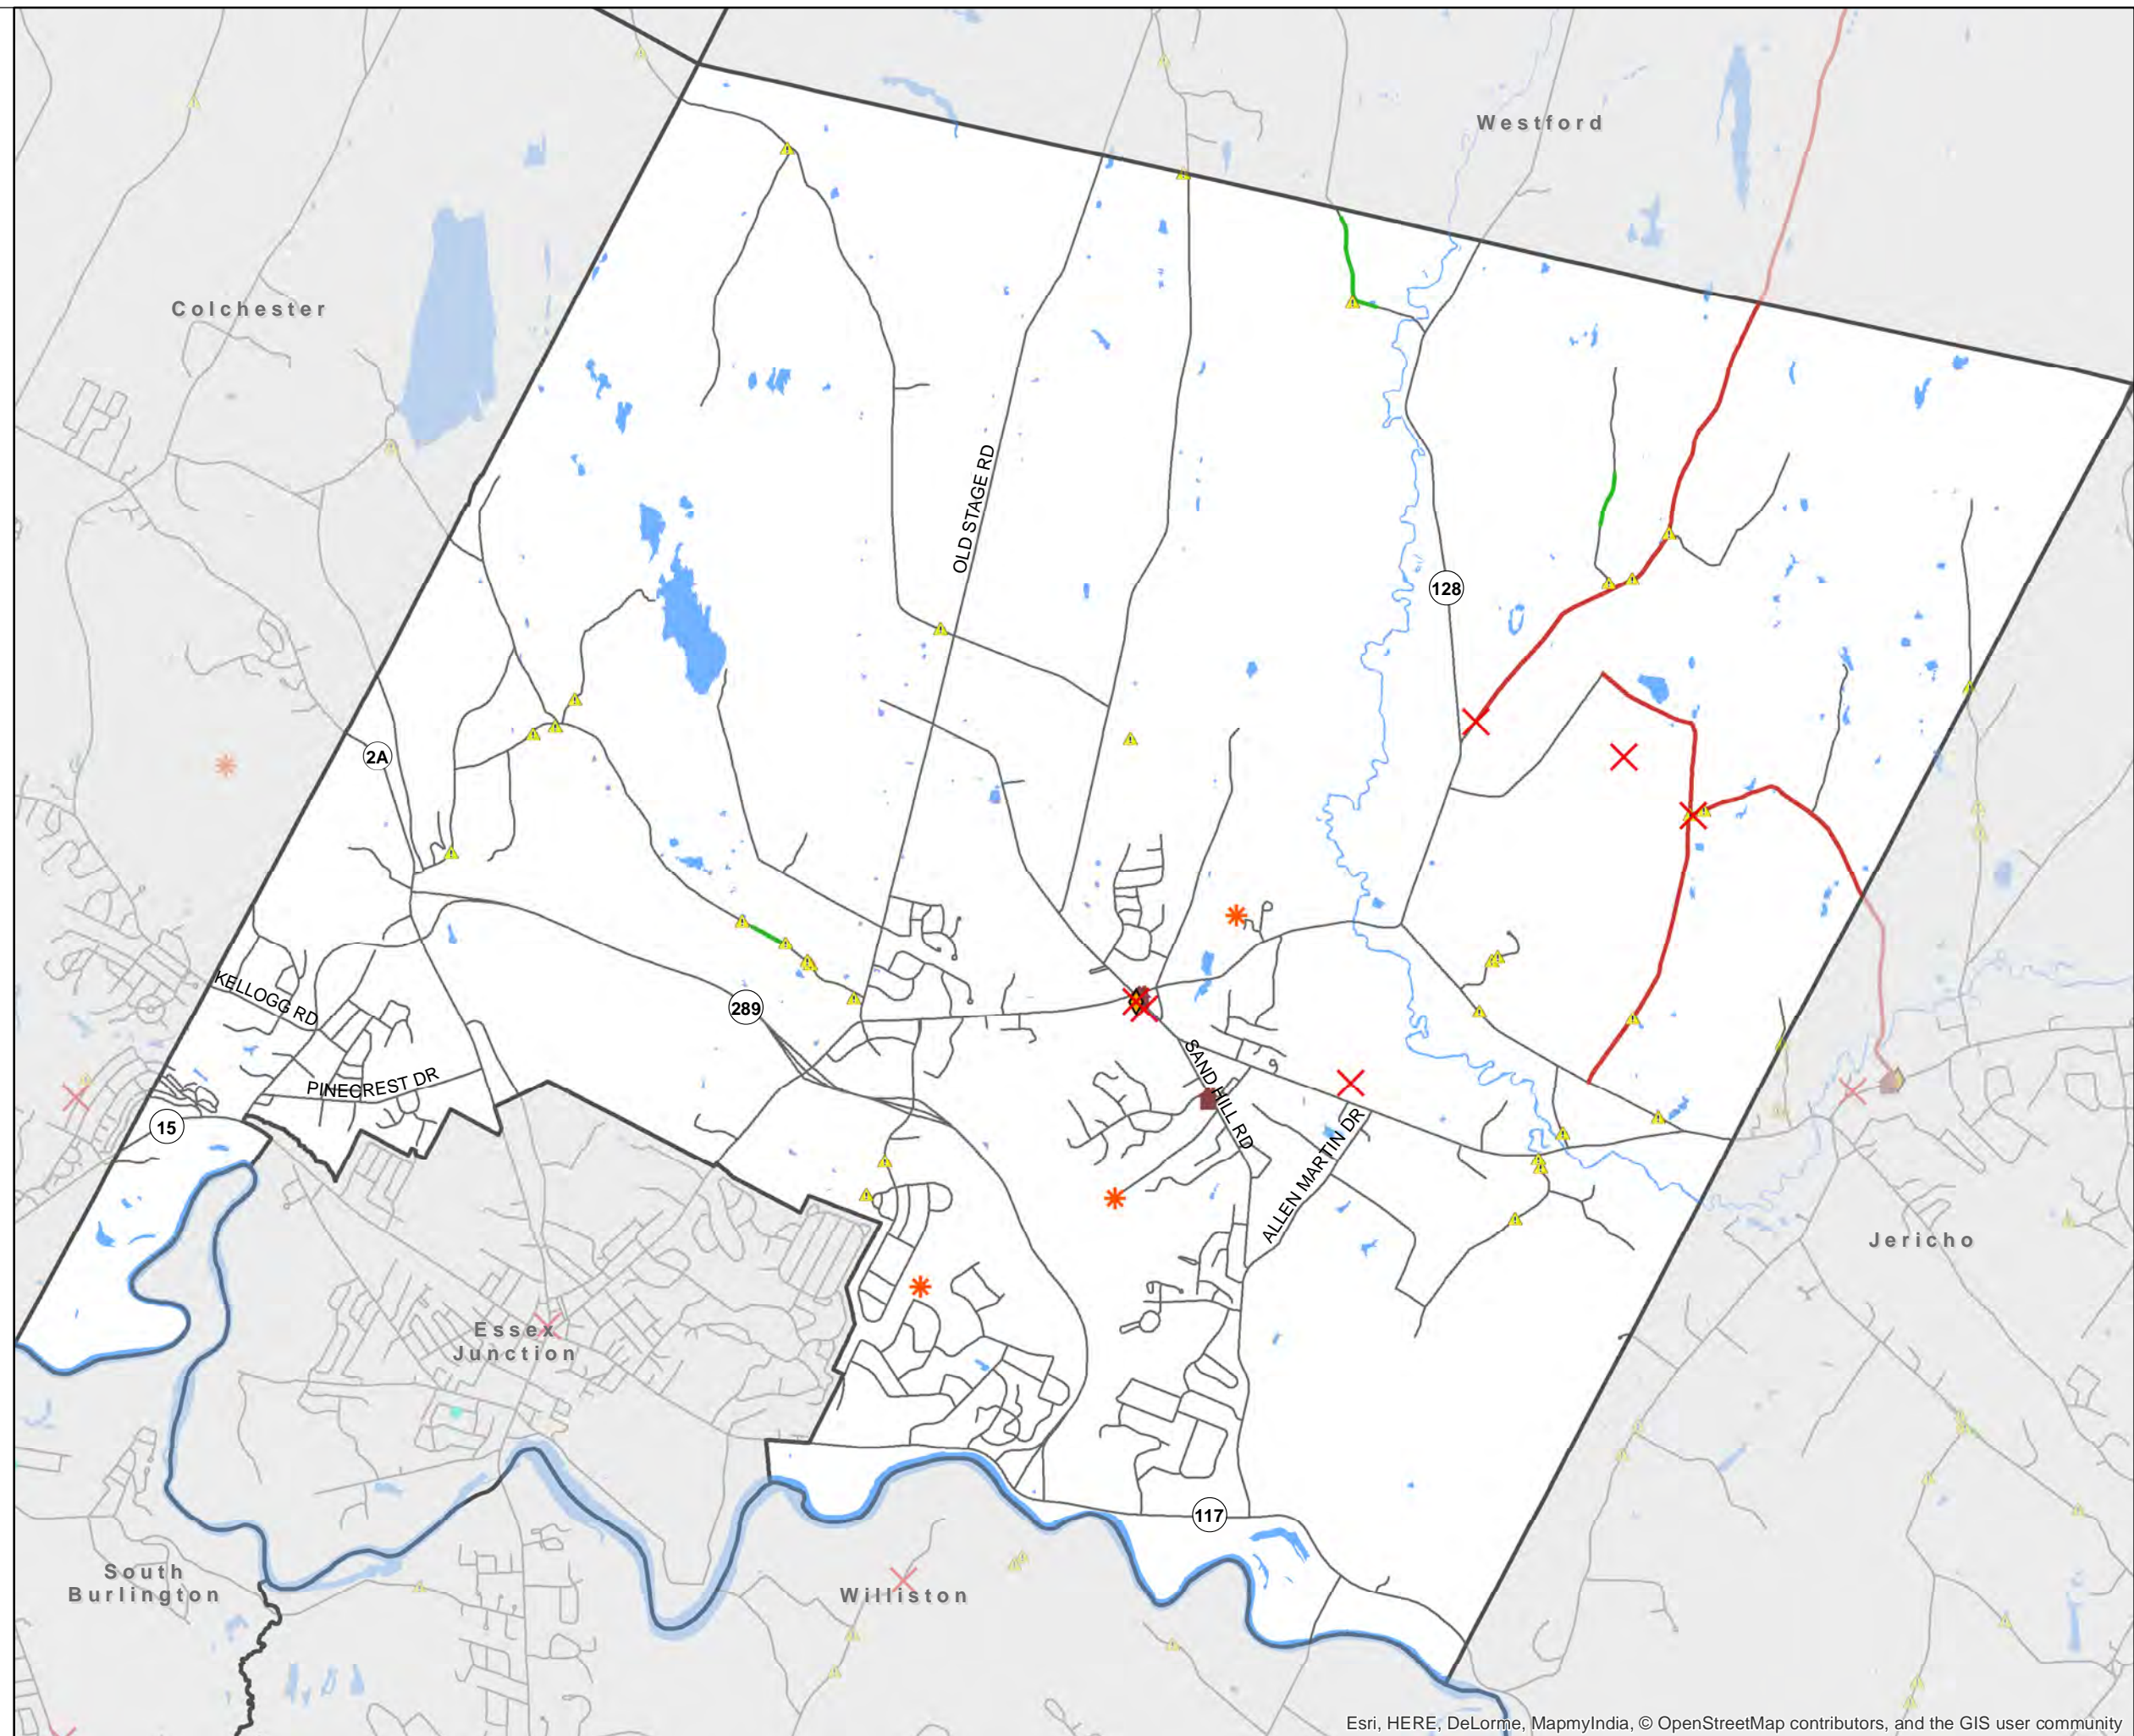 Westford
Colchester
OLD STAGE RD
128
2A
KELLOGG RD
289
PINECREST DR
SAND HILL RD
15
ALLEN MARTIN DR
Jericho
Essex
Junction
117
South
Burlington
Williston
Esri, HERE, DeLorme, MapmyIndia, © OpenStreetMap contributors, and the GIS user community